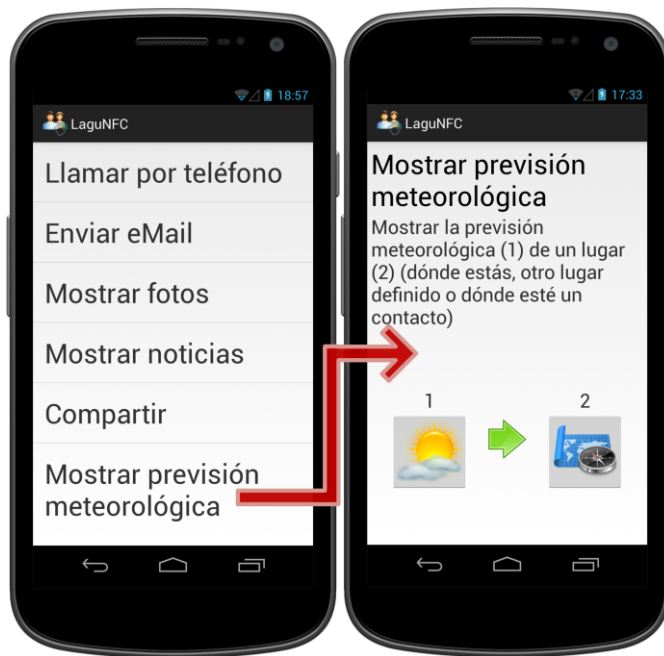 18:57
LaguNFC
Llamar por teléfono
Enviar eMail
Mostrar fotos
Mostrar noticias
Compartir
Mostrar previsión
meteorológica
17:33
LaguNFC
Mostrar previsión
meteorológica
Mostrar la previsión
meteorológica (1) de un lugar
(2) (dónde estás, otro lugar
definido o dónde esté un
contacto)
1
2